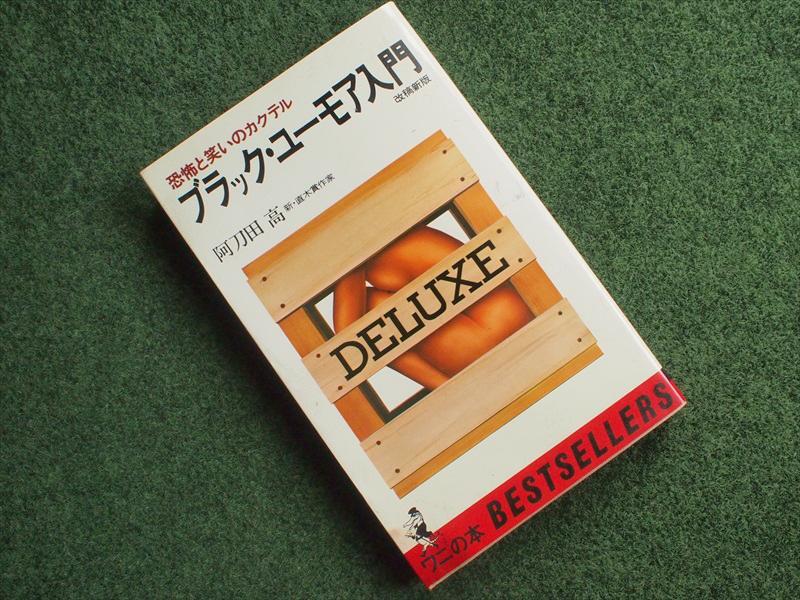 恐怖と笑いのカクテル
ブラック・ユーモア入門
改稿新版
阿刀田 高 新・直木賞作家
DELUXE
ワニの本 BESTSELLERS